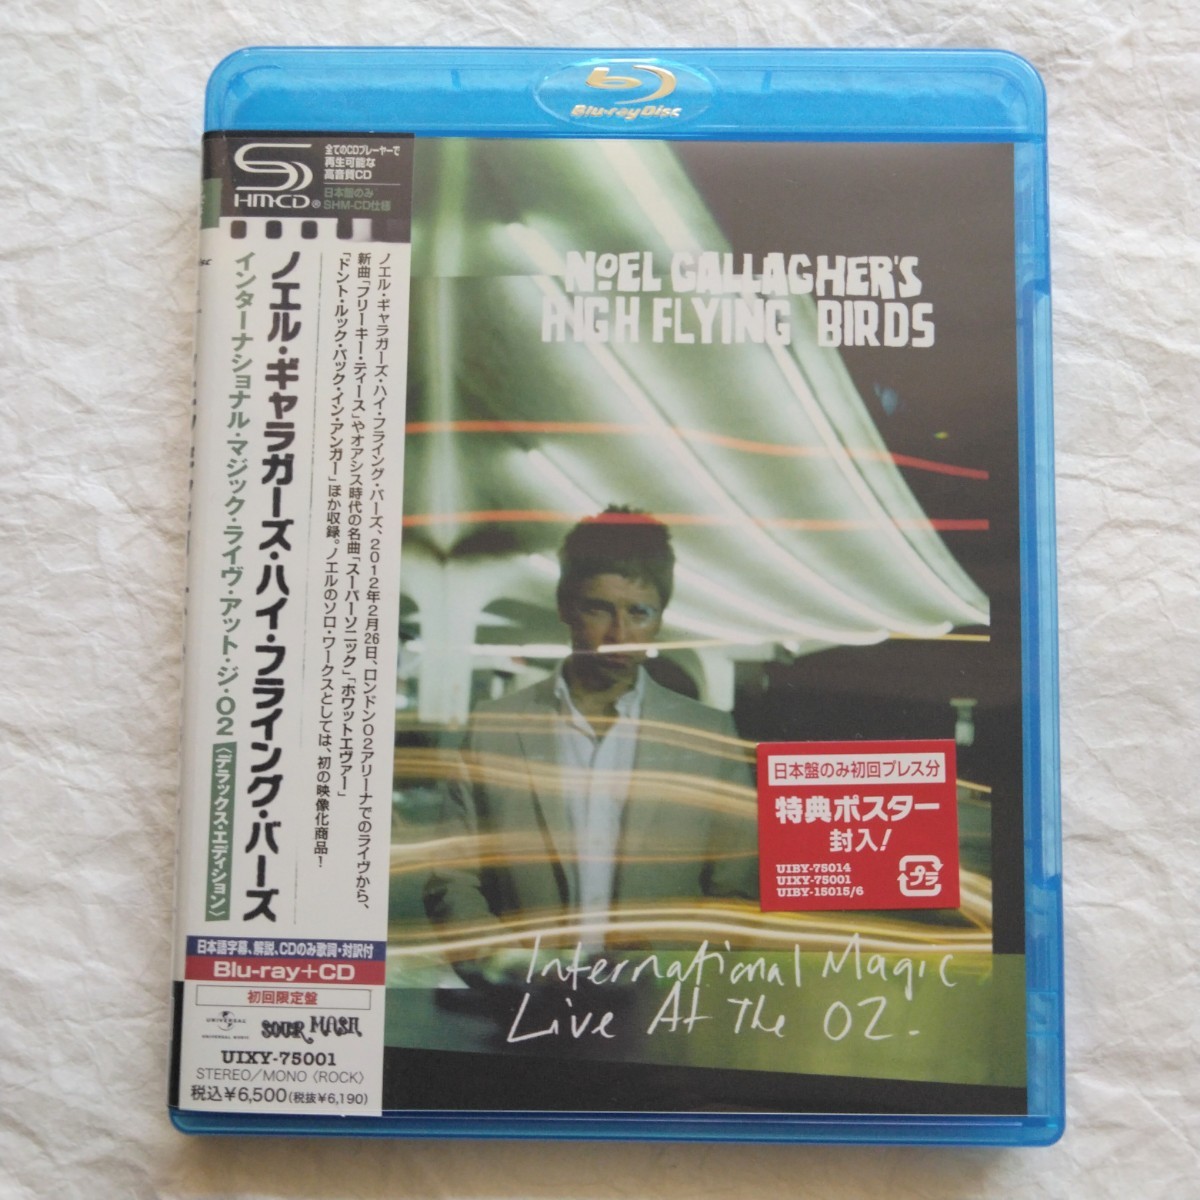 Blu-ray Disc
SHM-CD®
全てのCDプレーヤーで
再生可能な
高音質CD
日本盤のみ
SHM-CD仕様
ノエル・ギャラガーズ・ハイ・フライング・バーズ、2012年2月26日、ロンドンO2アリーナでのライヴから、
新曲「フリーキー・ティース」やオアシス時代の名曲「スーパーソニック」「ホワットエヴァー」
「ドント・ルック・バック・イン・アンガー」ほか収録。ノエルのソロ・ワークスとしては、初の映像化商品!
ノエル・ギャラガーズ・ハイ・フライング・バーズ
インターナショナル・マジック・ライヴ・アット・ジ・O2〈デラックス・エディション〉
日本語字幕、解説、CDのみ歌詞・対訳付
Blu-ray+CD
初回限定盤
UNIVERSAL
UNIVERSAL MUSIC
SOUR MASH
UIXY-75001
STEREO/MONO〈ROCK〉
税込¥6,500(税抜¥6,190)
NOEL GALLAGHER'S
HIGH FLYING BIRDS
日本盤のみ初回プレス分
特典ポスター
封入!
UIBY-75014
UIXY-75001
UIBY-15015/6
プラ
International Magic
Live At The O2.